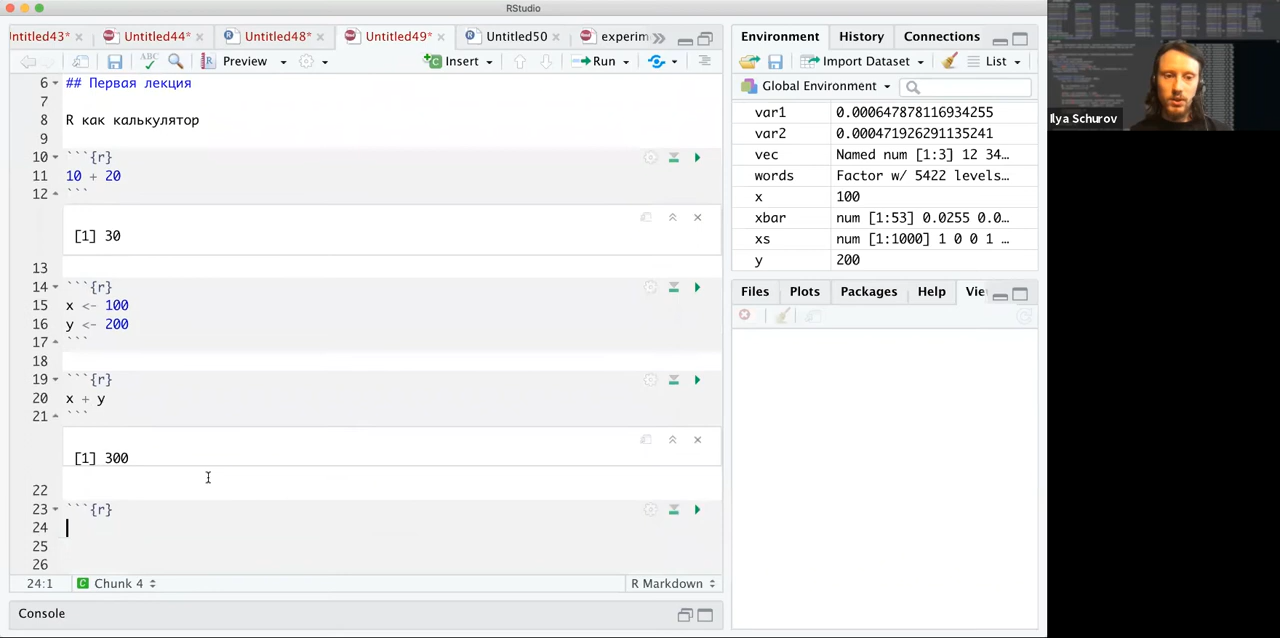 RStudio
ntitled43* × Untitled44* × Untitled48* × Untitled49* × Untitled50 × experim
ABC Preview Insert Run
6 ## Первая лекция
7
8 R как калькулятор
9
10 ```{r}
11 10 + 20
12 ```
[1] 30
13
14 ```{r}
15 x <- 100
16 y <- 200
17 ```
18
19 ```{r}
20 x + y
21 ```
[1] 300
22
23 ```{r}
24
25
26
24:1 C Chunk 4 R Markdown
Console
Environment History Connections
Import Dataset List
Global Environment
var1 0.000647878116934255
var2 0.000471926291135241
vec Named num [1:3] 12 34…
words Factor w/ 5422 levels…
x 100
xbar num [1:53] 0.0255 0.0…
xs num [1:1000] 1 0 0 1 …
y 200
Files Plots Packages Help Vie
Ilya Schurov